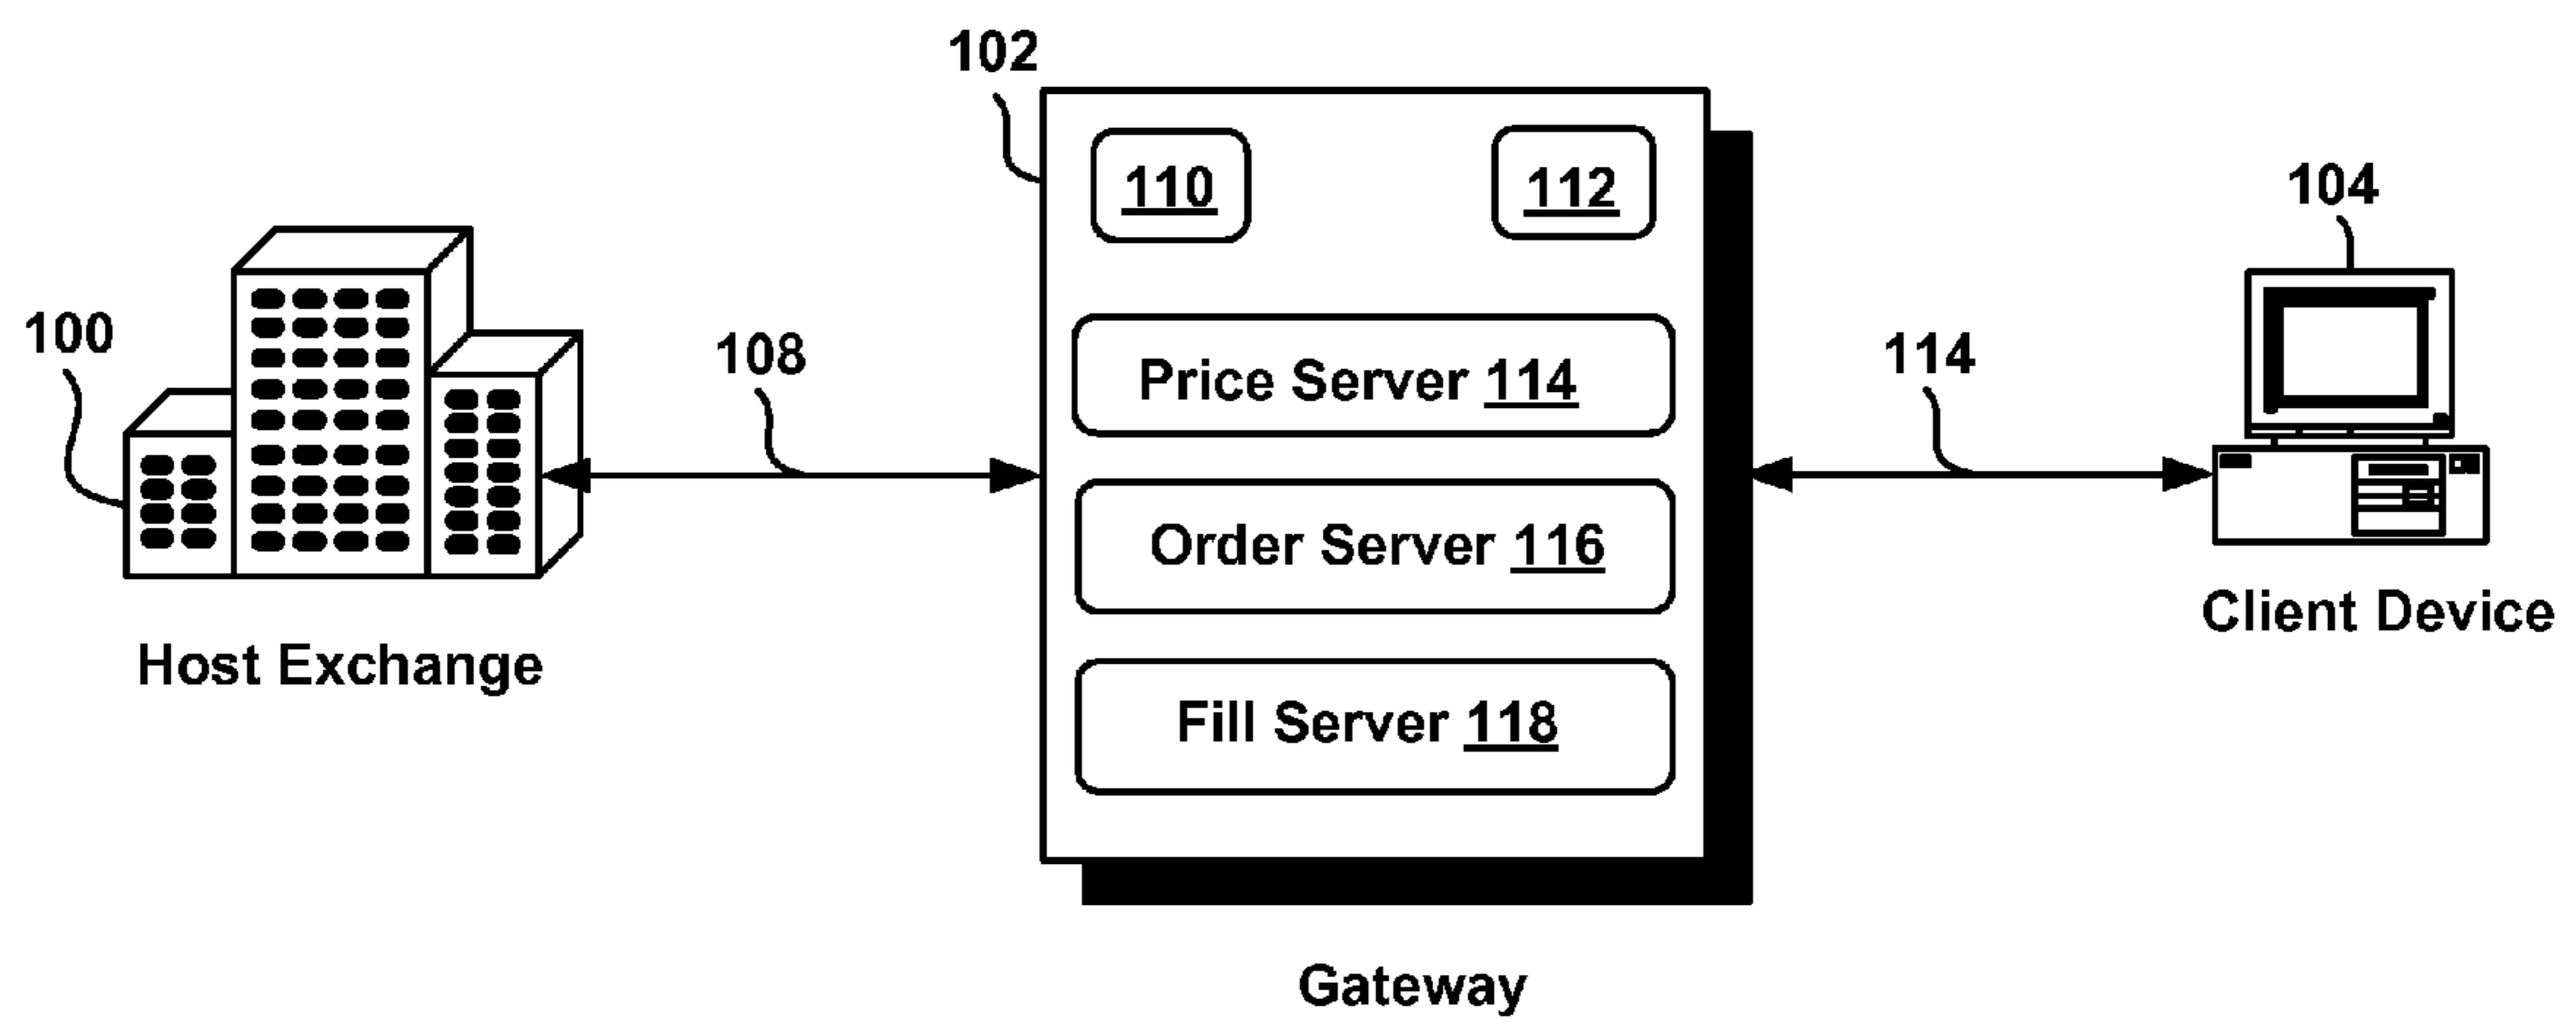 102
110
112
104
100
108
Price Server 114
114
Order Server 116
Client Device
Host Exchange
Fill Server 118
Gateway